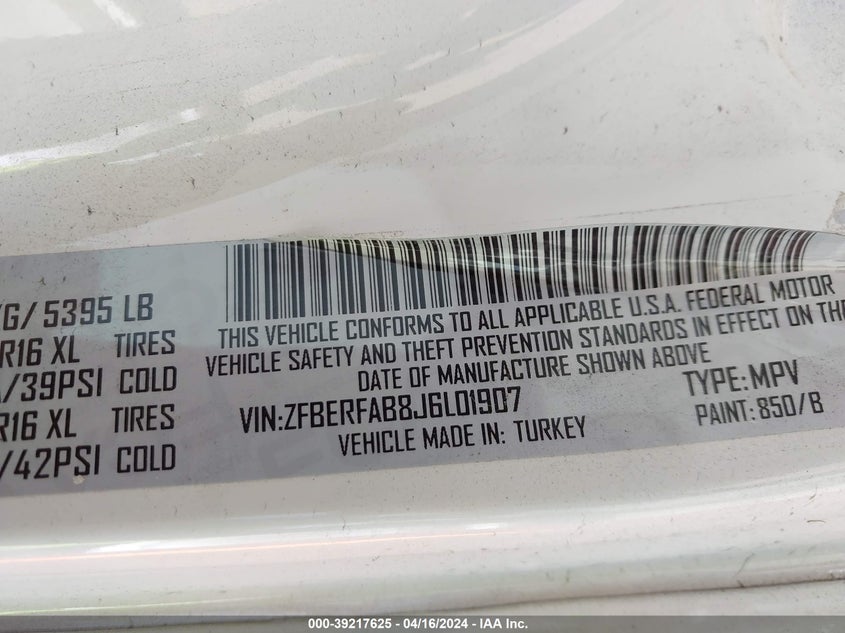 G/ 5395 LB
R16 XL TIRES
/39PSI COLD
R16 XL TIRES
/42PSI COLD
THIS VEHICLE CONFORMS TO ALL APPLICABLE U.S.A. FEDERAL MOTOR
VEHICLE SAFETY AND THEFT PREVENTION STANDARDS IN EFFECT ON THE
DATE OF MANUFACTURE SHOWN ABOVE
VIN:ZFBERFAB8J6L01907 TYPE:MPV
VEHICLE MADE IN: TURKEY PAINT: 850/B
000-39217625 - 04/16/2024 - IAA Inc.